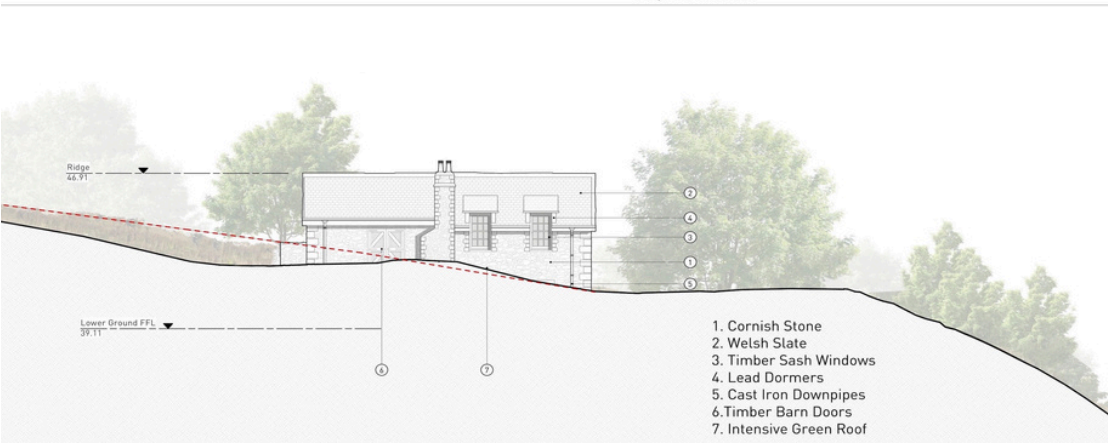 Ridge
46.91
2
4
3
1
5
Lower Ground FFL
39.11
6
7
1. Cornish Stone
2. Welsh Slate
3. Timber Sash Windows
4. Lead Dormers
5. Cast Iron Downpipes
6.Timber Barn Doors
7. Intensive Green Roof